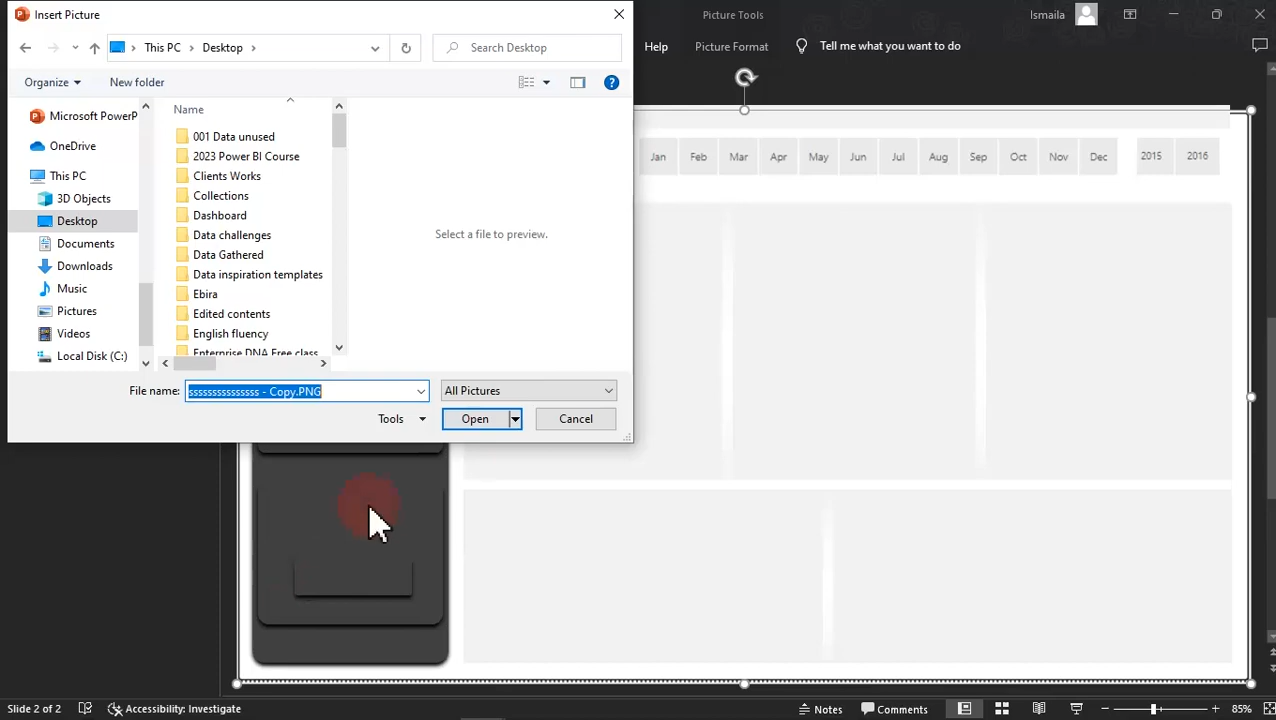 Insert Picture
Picture Tools
Ismaila
This PC
Desktop
Search Desktop
Help
Picture Format
Tell me what you want to do
Organize
New folder
Name
Microsoft PowerP
OneDrive
This PC
3D Objects
Desktop
Documents
Downloads
Music
Pictures
Videos
Local Disk (C:)
001 Data unused
2023 Power BI Course
Clients Works
Collections
Dashboard
Data challenges
Data Gathered
Data inspiration templates
Ebira
Edited contents
English fluency
Enterprise DNA Free class
Select a file to preview.
Jan Feb Mar Apr May Jun Jul Aug Sep Oct Nov Dec 2015 2016
File name:
sssssssssssssss - Copy.PNG
All Pictures
Tools
Open
Cancel
Slide 2 of 2
Accessibility: Investigate
Notes
Comments
85%